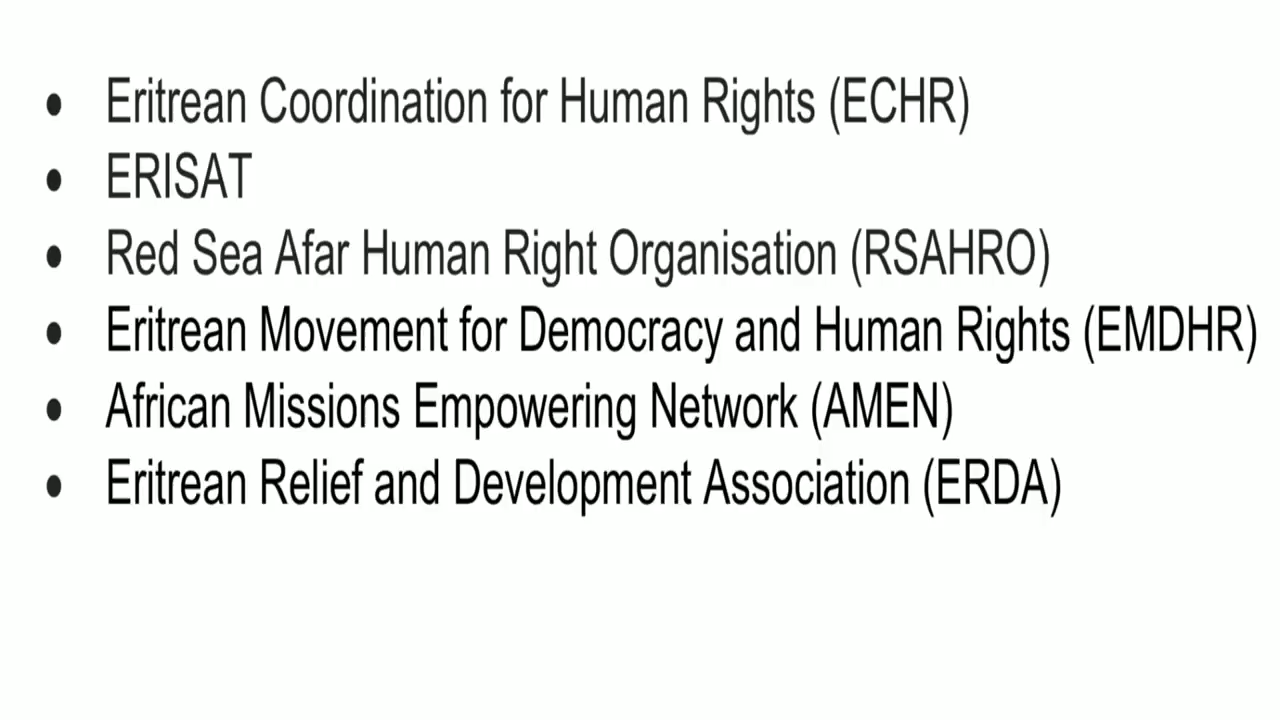 • Eritrean Coordination for Human Rights (ECHR)
• ERISAT
• Red Sea Afar Human Right Organisation (RSAHRO)
• Eritrean Movement for Democracy and Human Rights (EMDHR)
• African Missions Empowering Network (AMEN)
• Eritrean Relief and Development Association (ERDA)